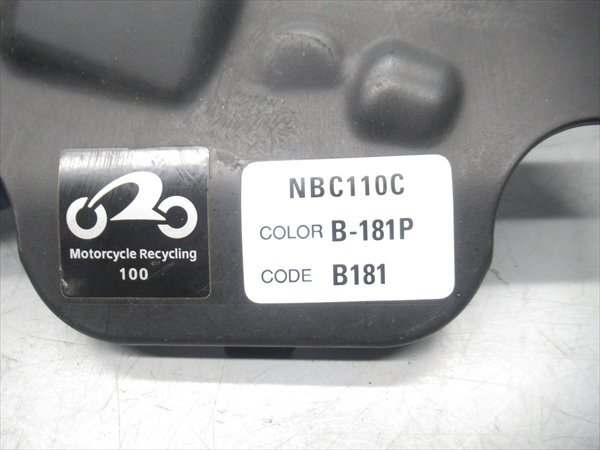 Motorcycle Recycling
100
NBC110C
COLOR B-181P
CODE B181